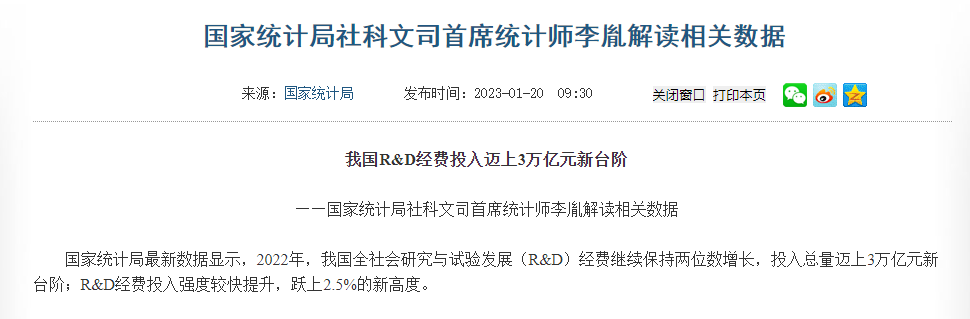 国家统计局社科文司首席统计师李胤解读相关数据
来源：国家统计局 发布时间：2023-01-20 09:30 关闭窗口 打印本页
我国R&D经费投入迈上3万亿元新台阶
——国家统计局社科文司首席统计师李胤解读相关数据
国家统计局最新数据显示，2022年，我国全社会研究与试验发展（R&D）经费继续保持两位数增长，投入总量迈上3万亿元新
台阶；R&D经费投入强度较快提升，跃上2.5%的新高度。